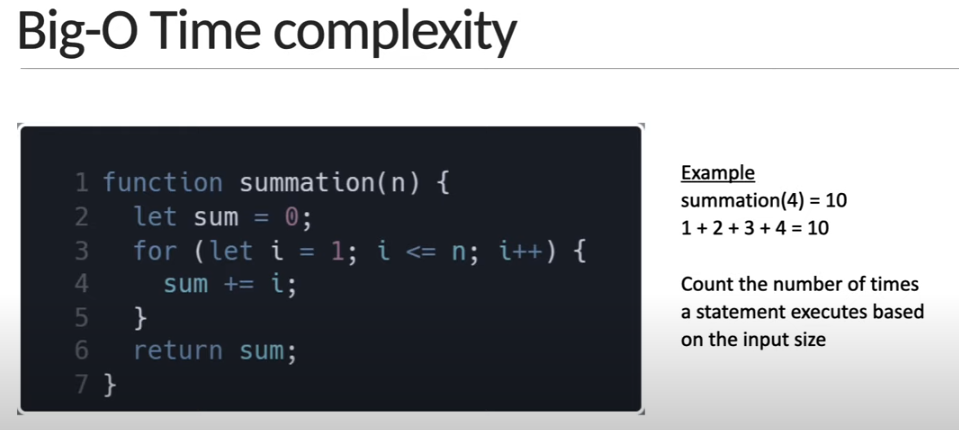 Big-O Time complexity
1 function summation(n) {
2 let sum = 0;
3 for (let i = 1; i <= n; i++) {
4 sum += i;
5 }
6 return sum;
7 }
Example
summation(4) = 10
1 + 2 + 3 + 4 = 10
Count the number of times
a statement executes based
on the input size